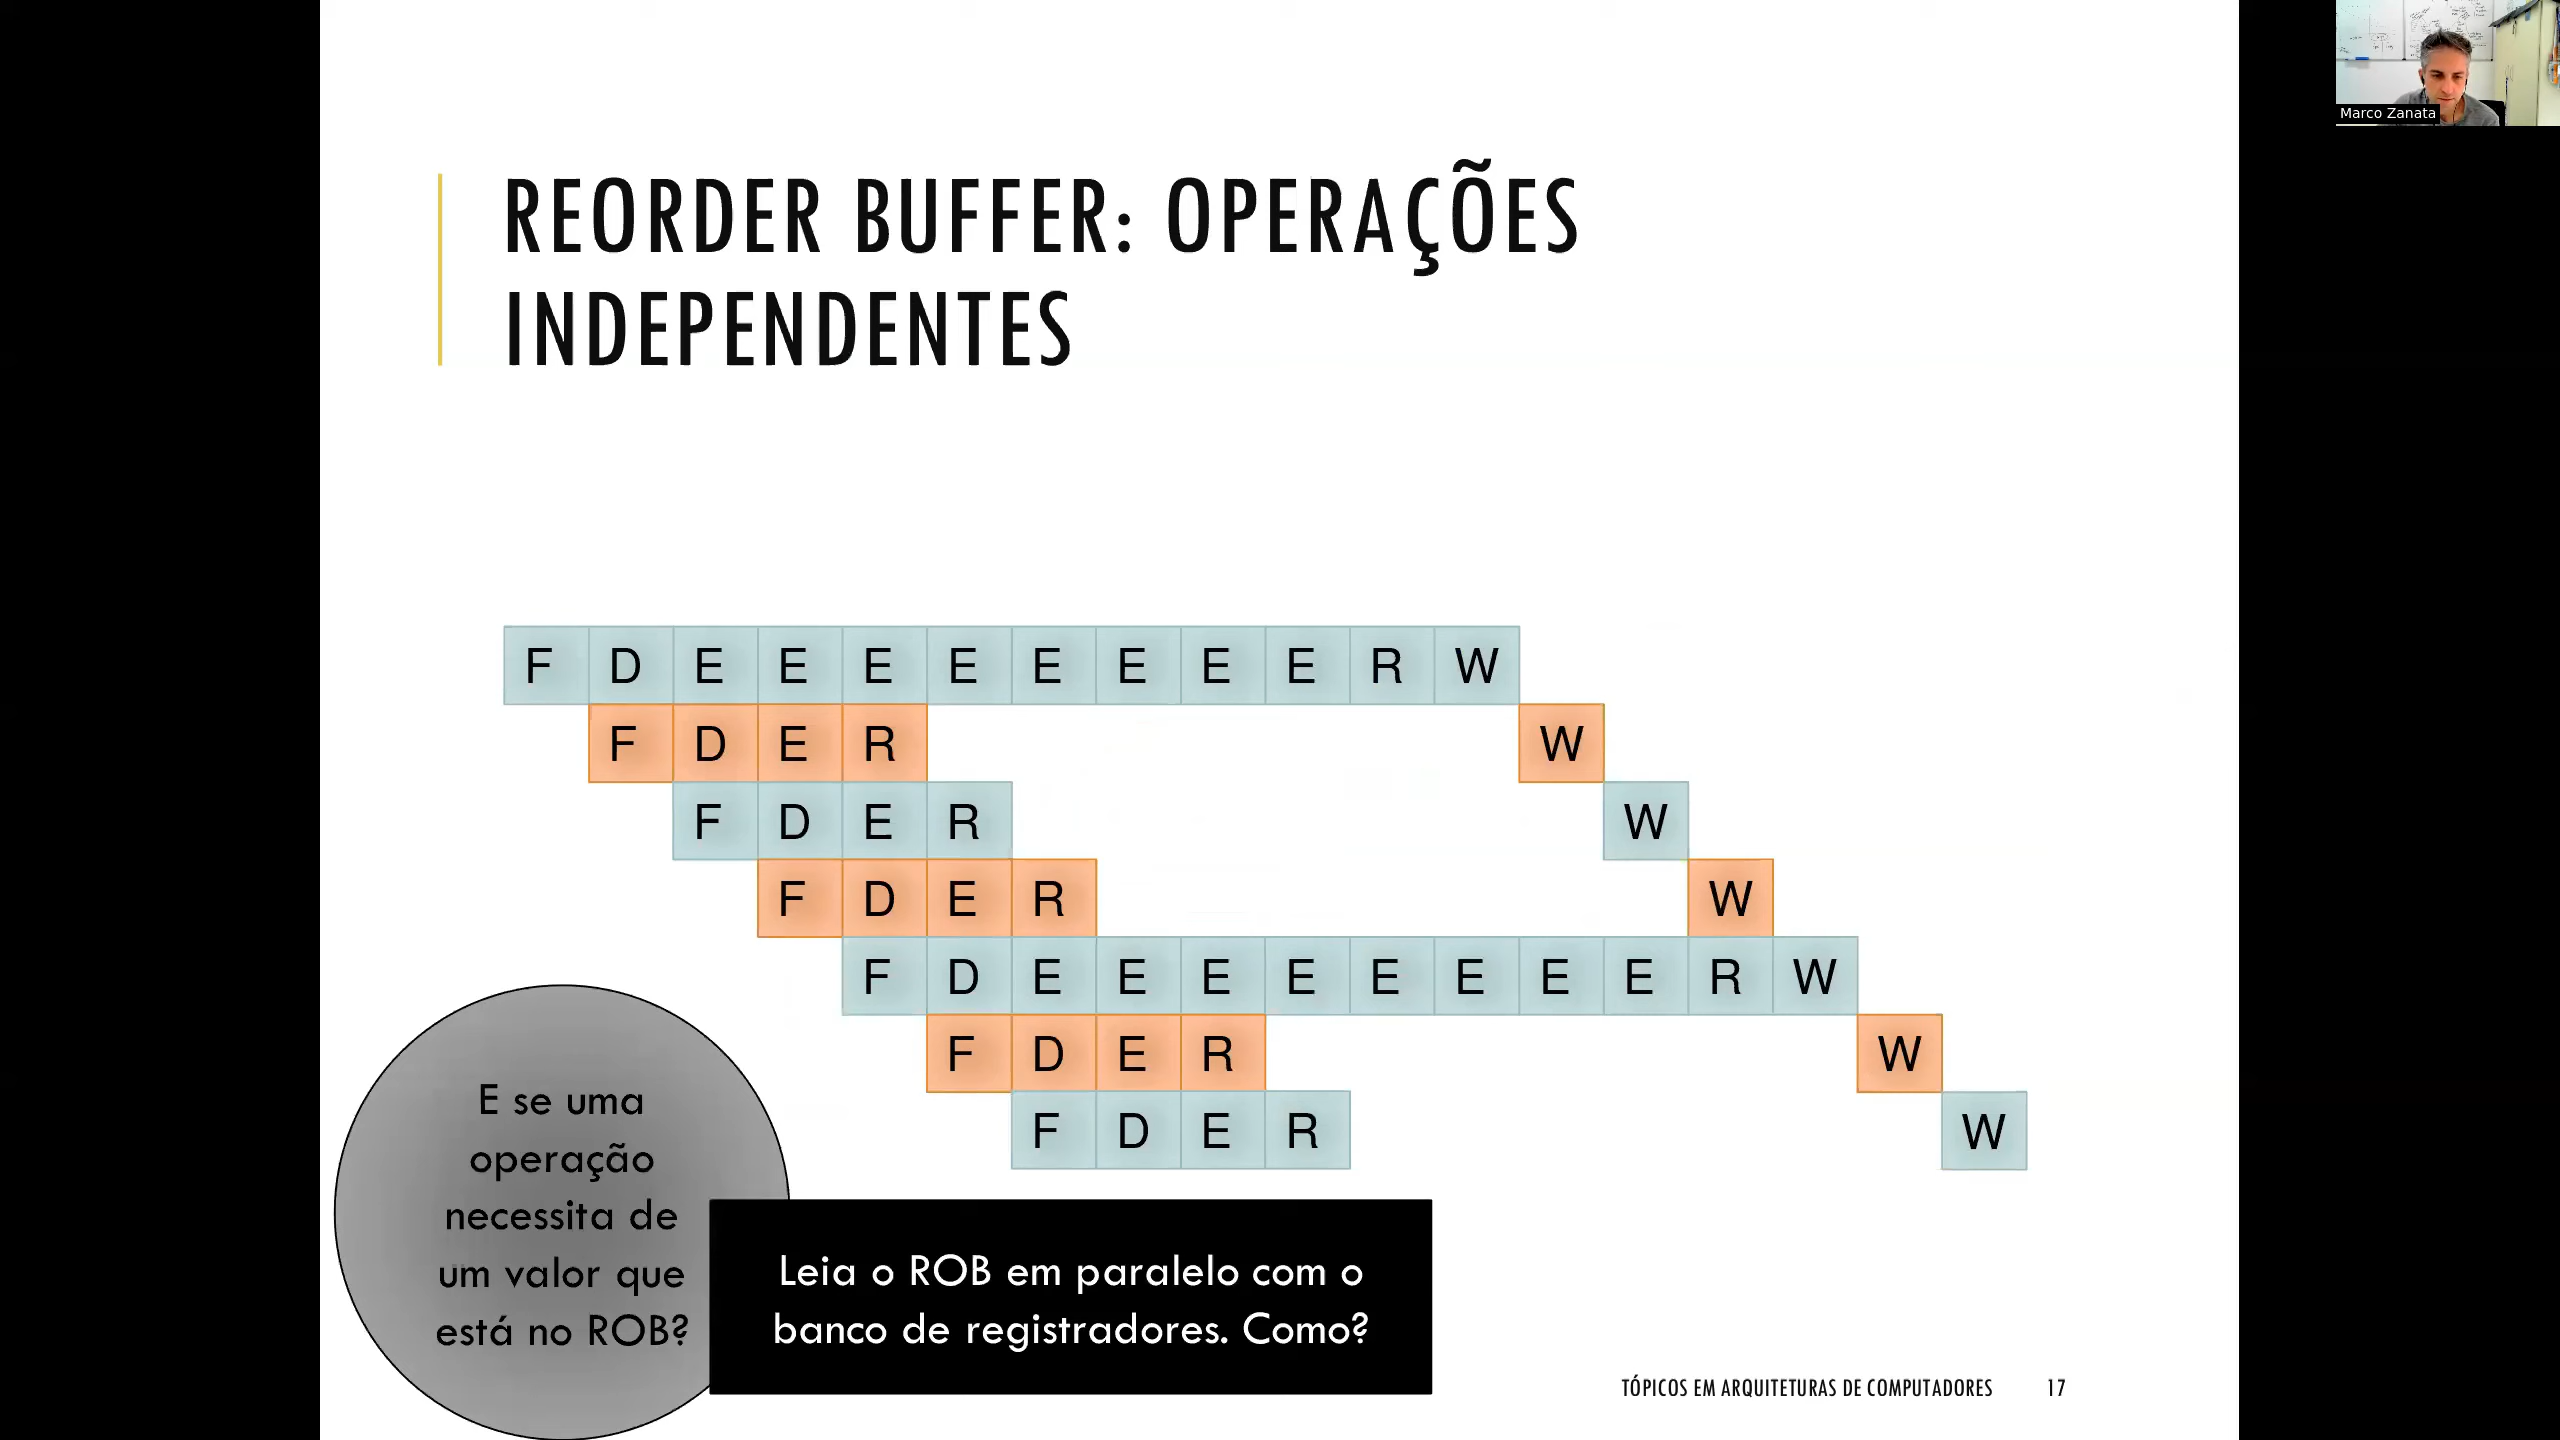 Marco Zanata
REORDER BUFFER: OPERAÇÕES
INDEPENDENTES
F D E E E E E E E E R W
F D E R W
F D E R W
F D E R W
F D E E E E E E E E R W
F D E R W
F D E R W
E se uma
operação
necessita de
um valor que
está no ROB?
Leia o ROB em paralelo com o
banco de registradores. Como?
TÓPICOS EM ARQUITETURAS DE COMPUTADORES 17